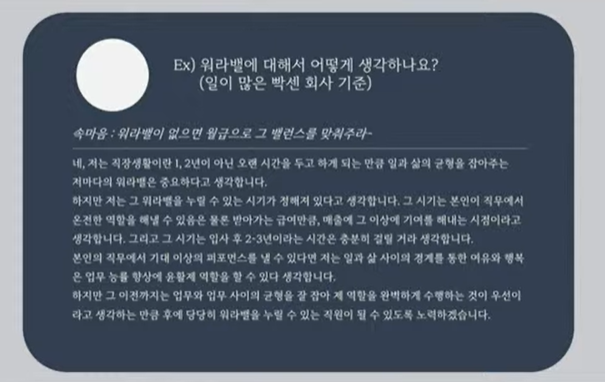 Ex) 워라밸에 대해서 어떻게 생각하나요?
(일이 많은 빡센 회사 기준)
속마음 : 워라밸이 없으면 월급으로 그 밸런스를 맞춰주라~
네, 저는 직장생활이란 1, 2년이 아닌 오랜 시간을 두고 하게 되는 만큼 일과 삶의 균형을 잡아주는
저마다의 워라밸은 중요하다고 생각합니다.
하지만 저는 그 워라밸을 누릴 수 있는 시기가 정해져 있다고 생각합니다. 그 시기는 본인이 직무에서
온전한 역할을 해낼 수 있음은 물론 받아가는 급여만큼, 매출에 그 이상에 기여를 해내는 시점이라고
생각합니다. 그리고 그 시기는 입사 후 2-3년이라는 시간은 충분히 걸릴 거라 생각합니다.
본인의 직무에서 기대 이상의 퍼포먼스를 낼 수 있다면 저는 일과 삶 사이의 경계를 통한 여유와 행복
은 업무 능률 향상에 윤활제 역할을 할 수 있다 생각합니다.
하지만 그 이전까지는 업무와 업무 사이의 균형을 잘 잡아 제 역할을 완벽하게 수행하는 것이 우선이
라고 생각하는 만큼 후에 당당히 워라밸을 누릴 수 있는 직원이 될 수 있도록 노력하겠습니다.